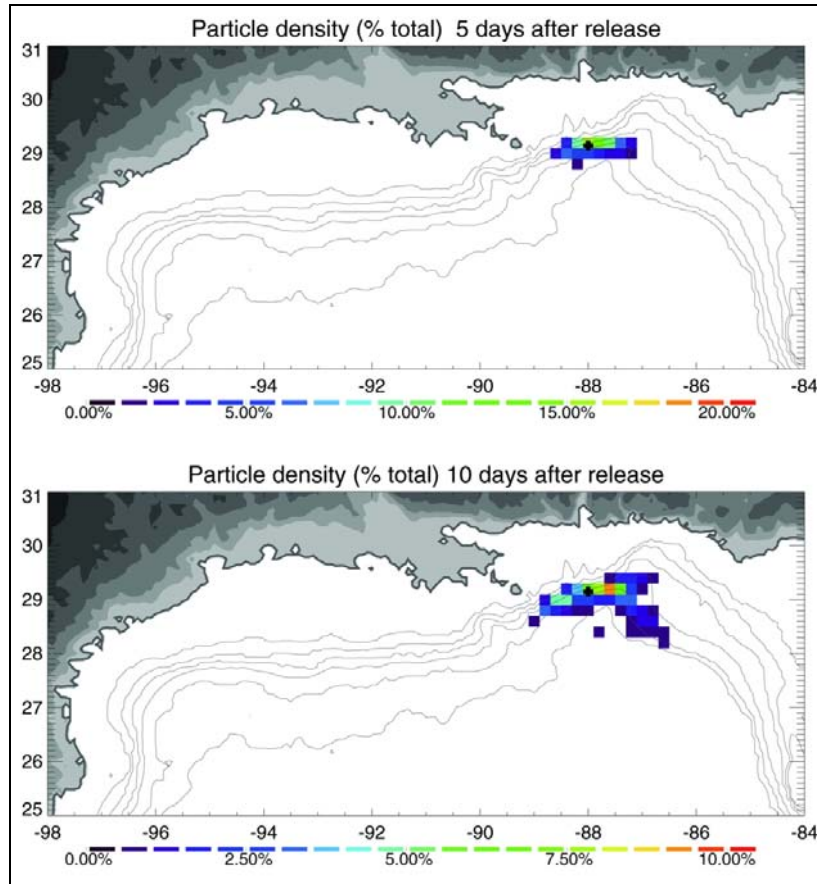 Particle density (% total) 5 days after release
31
30
29
28
27
26
25
-98 -96 -94 -92 -90 -88 -86 -84
0.00% 5.00% 10.00% 15.00% 20.00%
Particle density (% total) 10 days after release
31
30
29
28
27
26
25
-98 -96 -94 -92 -90 -88 -86 -84
0.00% 2.50% 5.00% 7.50% 10.00%